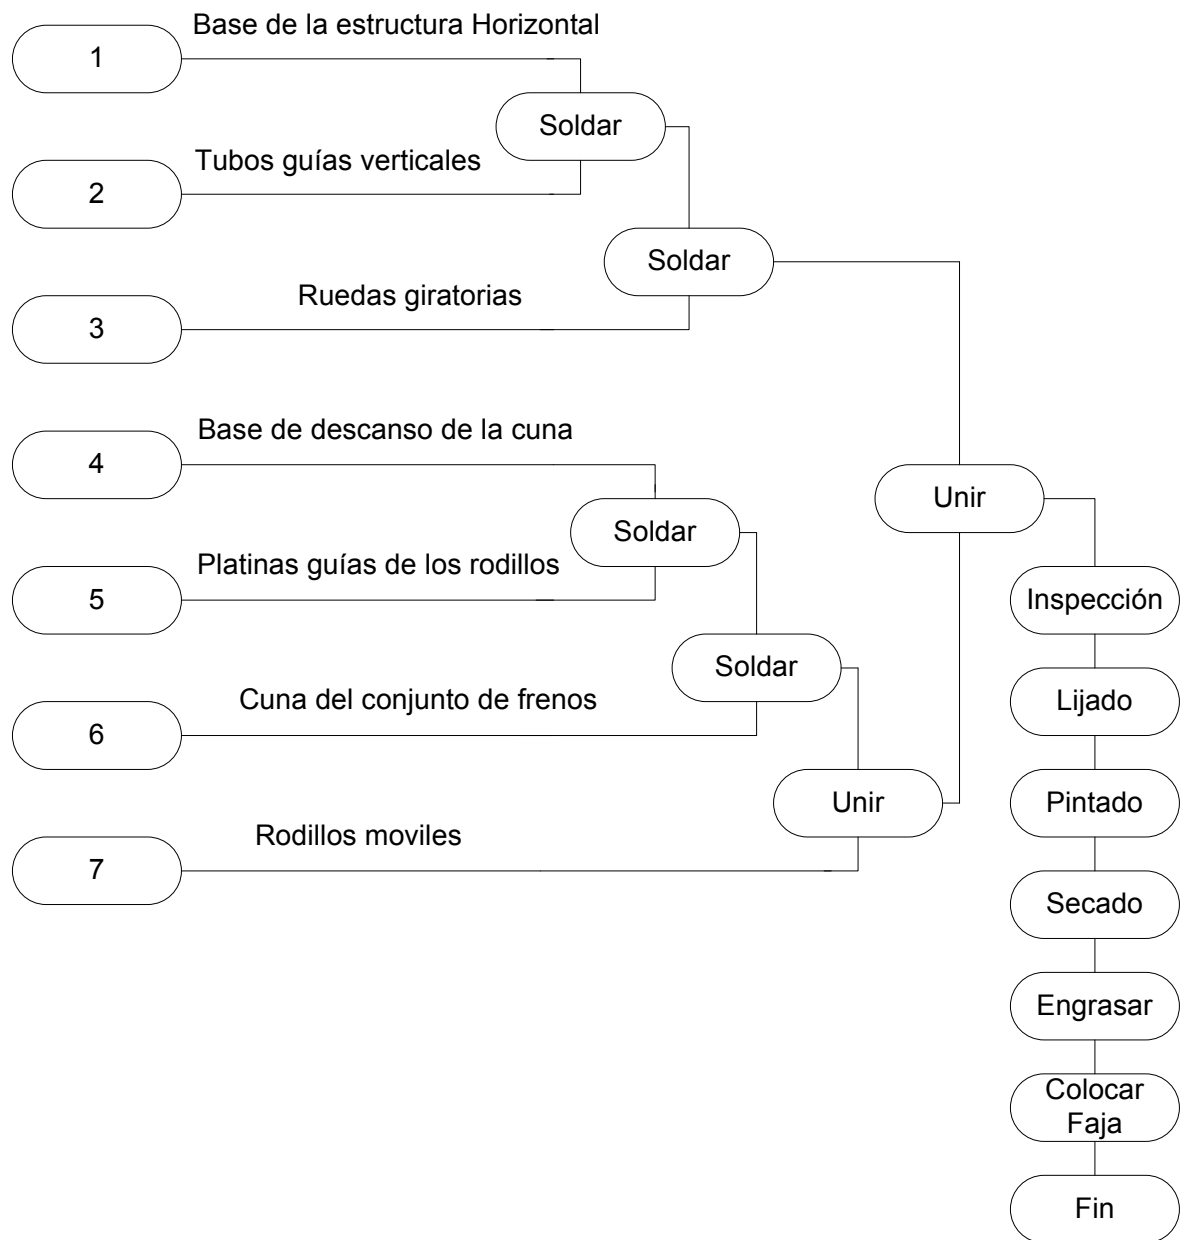 Base de la estructura Horizontal
1
Soldar
Tubos guías verticales
2
Soldar
Ruedas giratorias
3
Base de descanso de la cuna
4
Unir
Soldar
Platinas guías de los rodillos
5
Inspección
Soldar
Cuna del conjunto de frenos
6
Lijado
Unir
Pintado
Rodillos moviles
7
Secado
Engrasar
Colocar
Faja
Fin